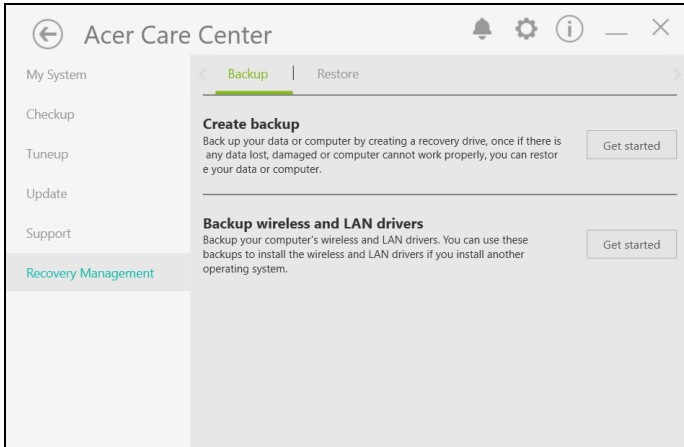 Acer Care Center
My System
Checkup
Tuneup
Update
Support
Recovery Management
Backup | Restore
Create backup
Back up your data or computer by creating a recovery drive, once if there is
any data lost, damaged or computer cannot work properly, you can restor
e your data or computer.
Get started
Backup wireless and LAN drivers
Backup your computer's wireless and LAN drivers. You can use these
backups to install the wireless and LAN drivers if you install another
operating system.
Get started